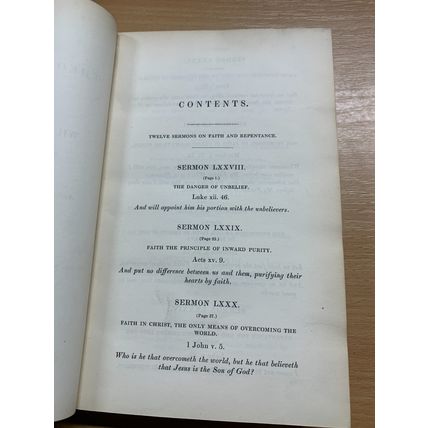 CONTENTS.
TWELVE SERMONS ON FAITH AND REPENTANCE.
SERMON LXXVIII.
(Page 1.)
THE DANGER OF UNBELIEF.
Luke xii. 46.
And will appoint him his portion with the unbelievers.
SERMON LXXIX.
FAITH THE PRINCIPLE OF INWARD PURITY.
Acts xv. 9.
And put no difference between us and them, purifying their
hearts by faith.
SERMON LXXX.
FAITH IN CHRIST, THE ONLY MEANS OF OVERCOMING THE
WORLD.
1 John v. 5.
Who is he that overcometh the world, but he that believeth
that Jesus is the Son of God?